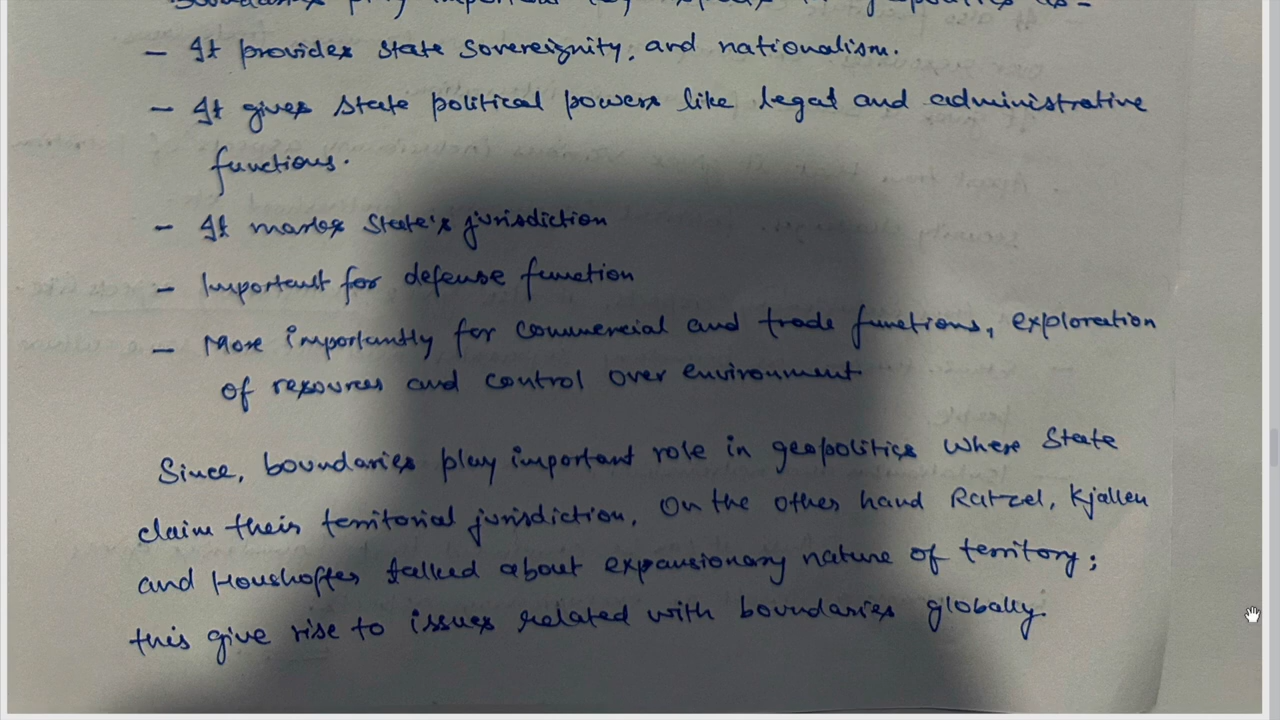 - It provides state sovereignity, and nationalism.
- It gives state political powers like legal and administrative
functions.
- It marks state's jurisdiction
- Important for defense function
- More importantly for commercial and trade functions, exploration
of resources and control over environment
Since, boundaries play important role in geopolitics where state
claim their territorial jurisdiction. On the other hand Ratzel, Kjallen
and Houshoffer talked about expansionary nature of territory;
this give rise to issues related with boundaries globally.